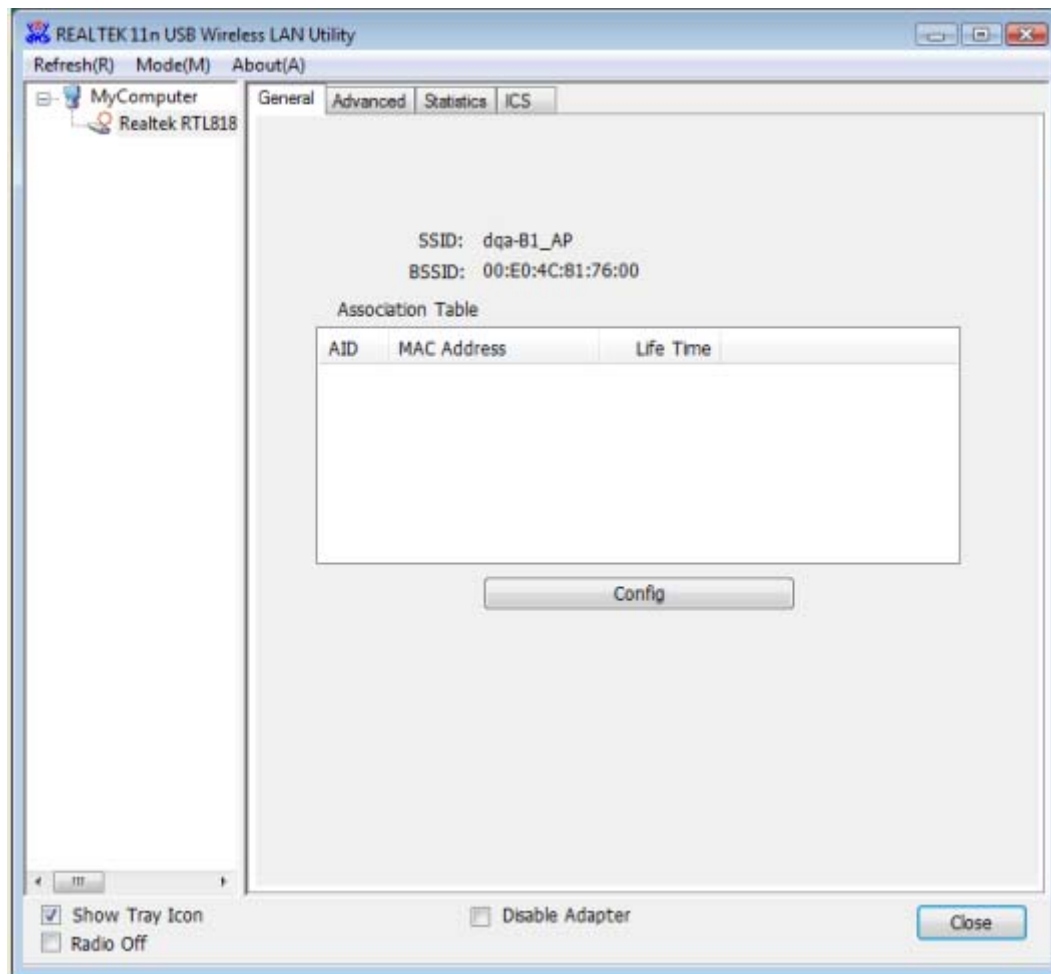 REALTEK 11n USB Wireless LAN Utility
Refresh(R) Mode(M) About(A)
MyComputer
Realtek RTL818
General Advanced Statistics ICS
SSID: dqa-B1_AP
BSSID: 00:E0:4C:81:76:00
Association Table
AID MAC Address Life Time
Config
Show Tray Icon
Radio Off
Disable Adapter
Close